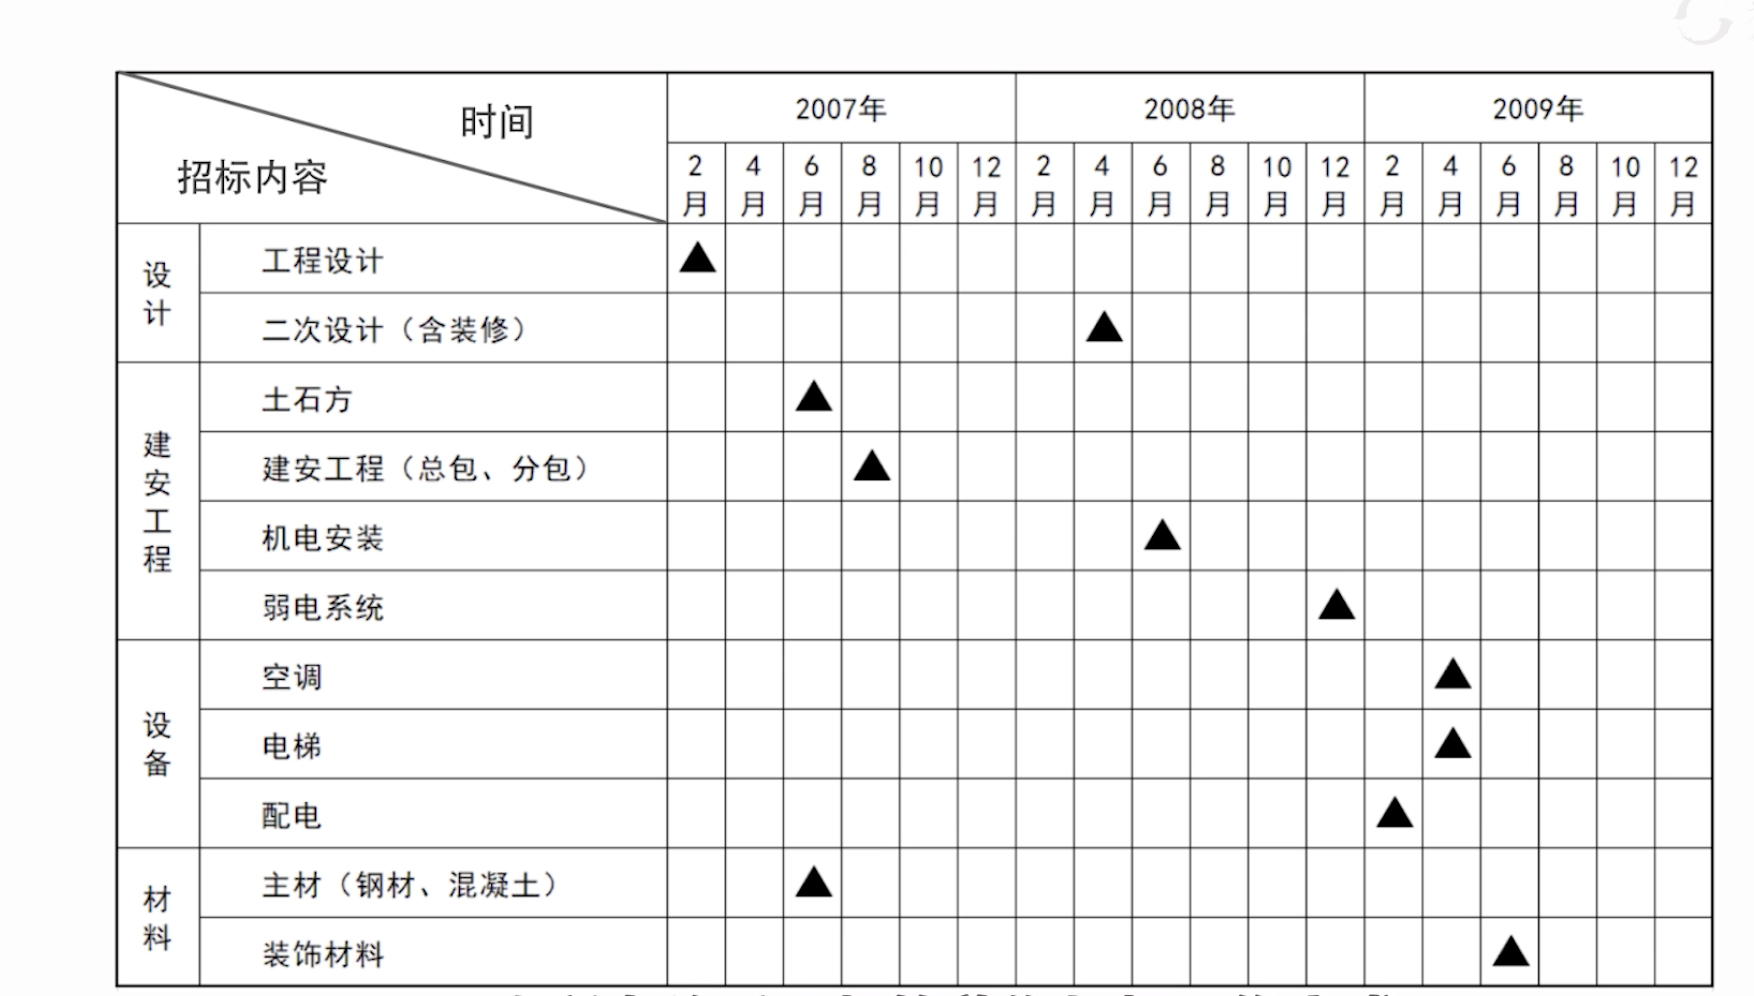 时间
招标内容
2007年 2008年 2009年
2月 4月 6月 8月 10月 12月 2月 4月 6月 8月 10月 12月 2月 4月 6月 8月 10月 12月
设计
工程设计 ▲
二次设计（含装修） ▲
建安工程
土石方 ▲
建安工程（总包、分包） ▲
机电安装 ▲
弱电系统 ▲
设备
空调 ▲
电梯 ▲
配电 ▲
材料
主材（钢材、混凝土） ▲
装饰材料 ▲